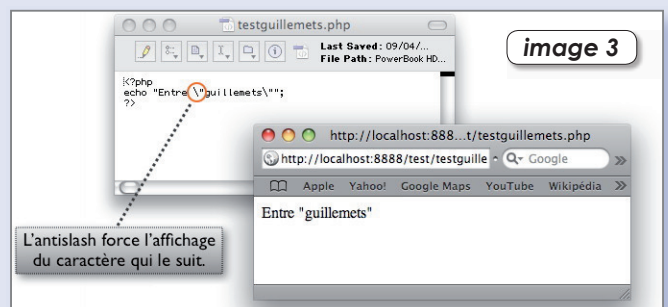 testguillemets.php
image 3
Last Saved: 09/04/...
File Path: PowerBook HD...
<?php
echo "Entre \"guillemets\"";
?>
http://localhost:888...t/testguillemets.php
http://localhost:8888/test/testguille
Google
Apple Yahoo! Google Maps YouTube Wikipédia >>
Entre "guillemets"
L'antislash force l'affichage
du caractère qui le suit.